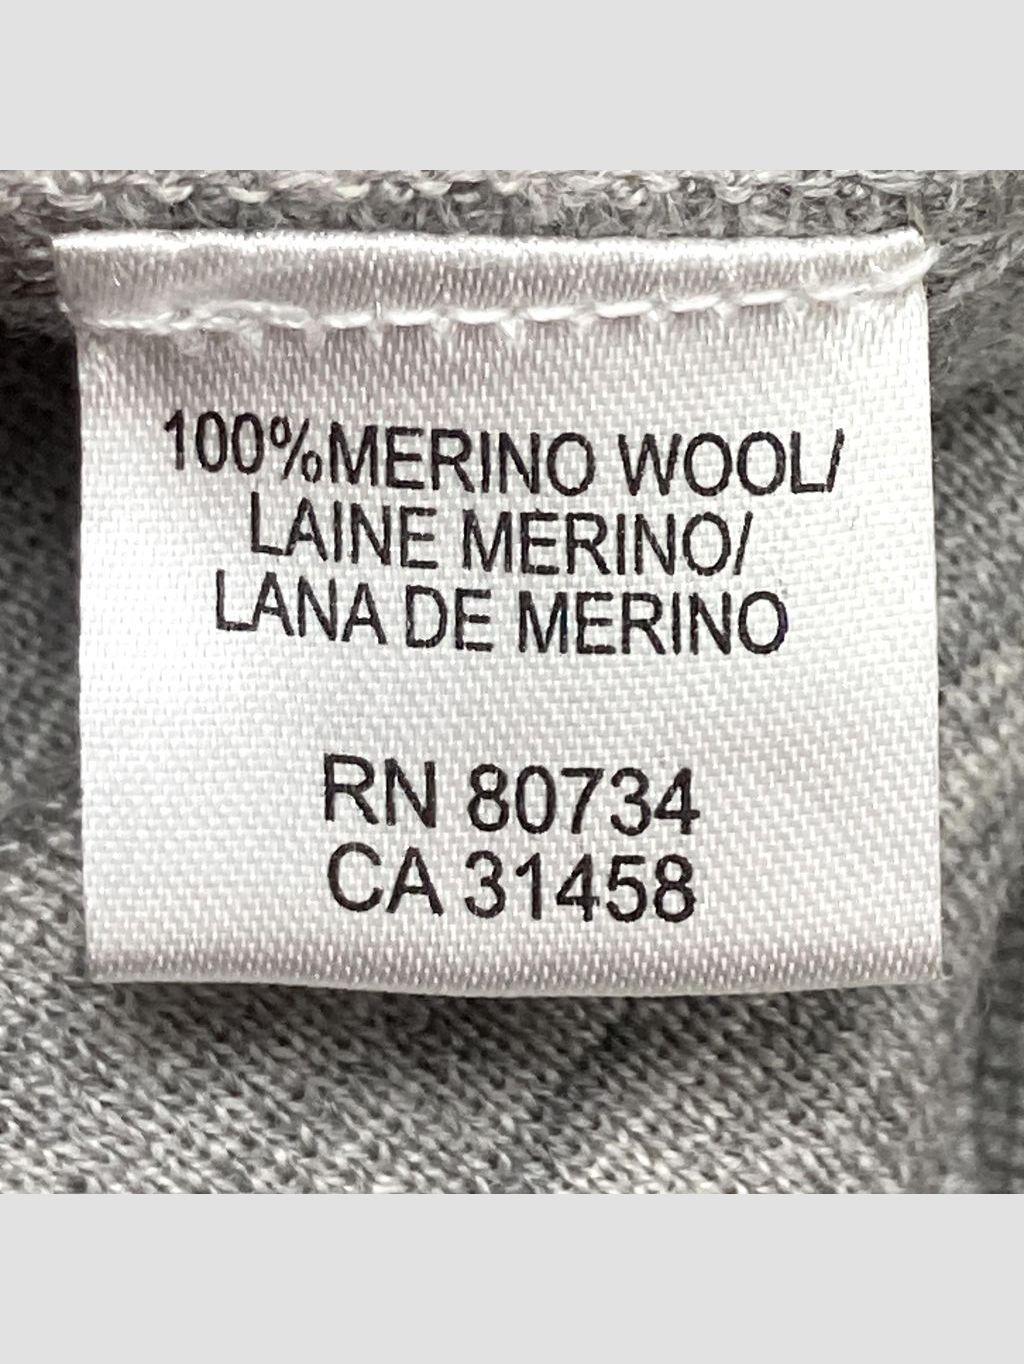 100%MERINO WOOL/
LAINE MERINO/
LANA DE MERINO
RN 80734
CA 31458